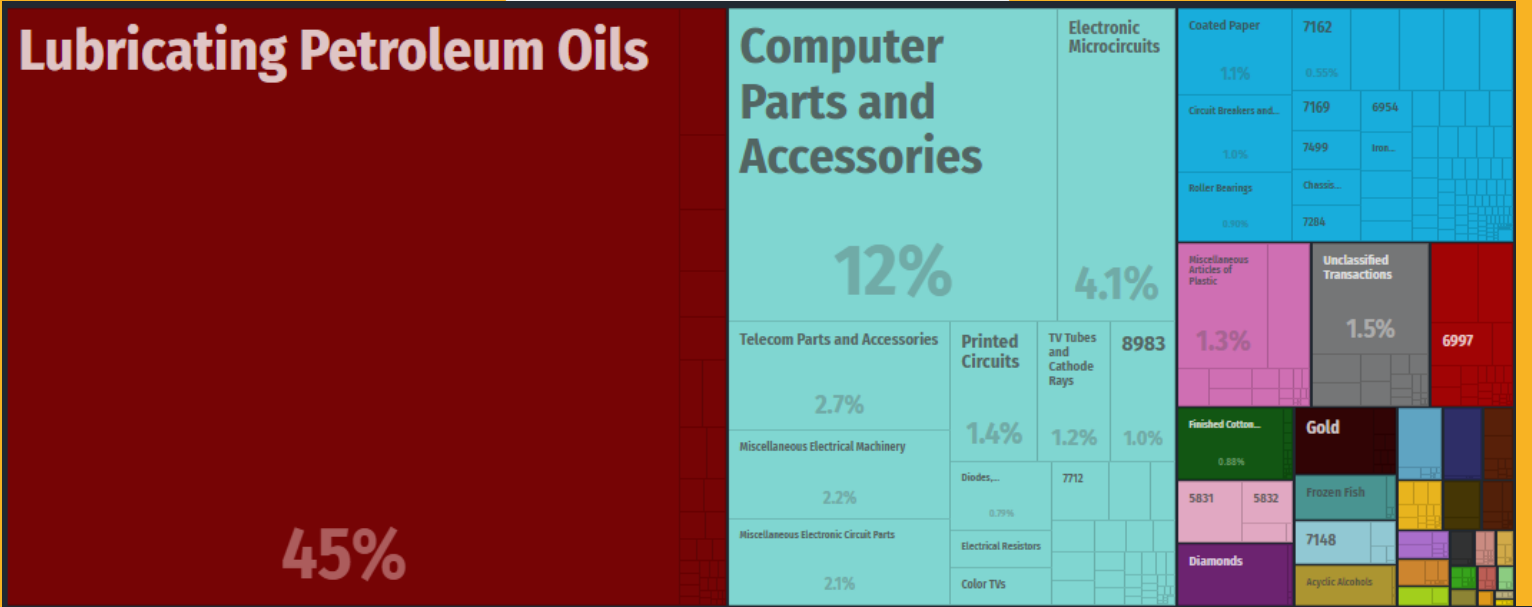 Lubricating Petroleum Oils
45%
Computer
Parts and
Accessories
12%
Electronic
Microcircuits
4.1%
Telecom Parts and Accessories
2.7%
Miscellaneous Electrical Machinery
2.2%
Miscellaneous Electronic Circuit Parts
2.1%
Printed
Circuits
1.4%
TV Tubes
and
Cathode
Rays
1.2%
8983
1.0%
Diodes,...
0.79%
7712
Electrical Resistors
Color TVs
Coated Paper
1.1%
7162
0.55%
Circuit Breakers and...
1.0%
7169
6954
7499
Iron...
Roller Bearings
0.90%
Chassis...
7284
Miscellaneous
Articles of
Plastic
1.3%
Unclassified
Transactions
1.5%
6997
Finished Cotton...
0.88%
Gold
Frozen Fish
5831
5832
7148
Diamonds
Acyclic Alcohols